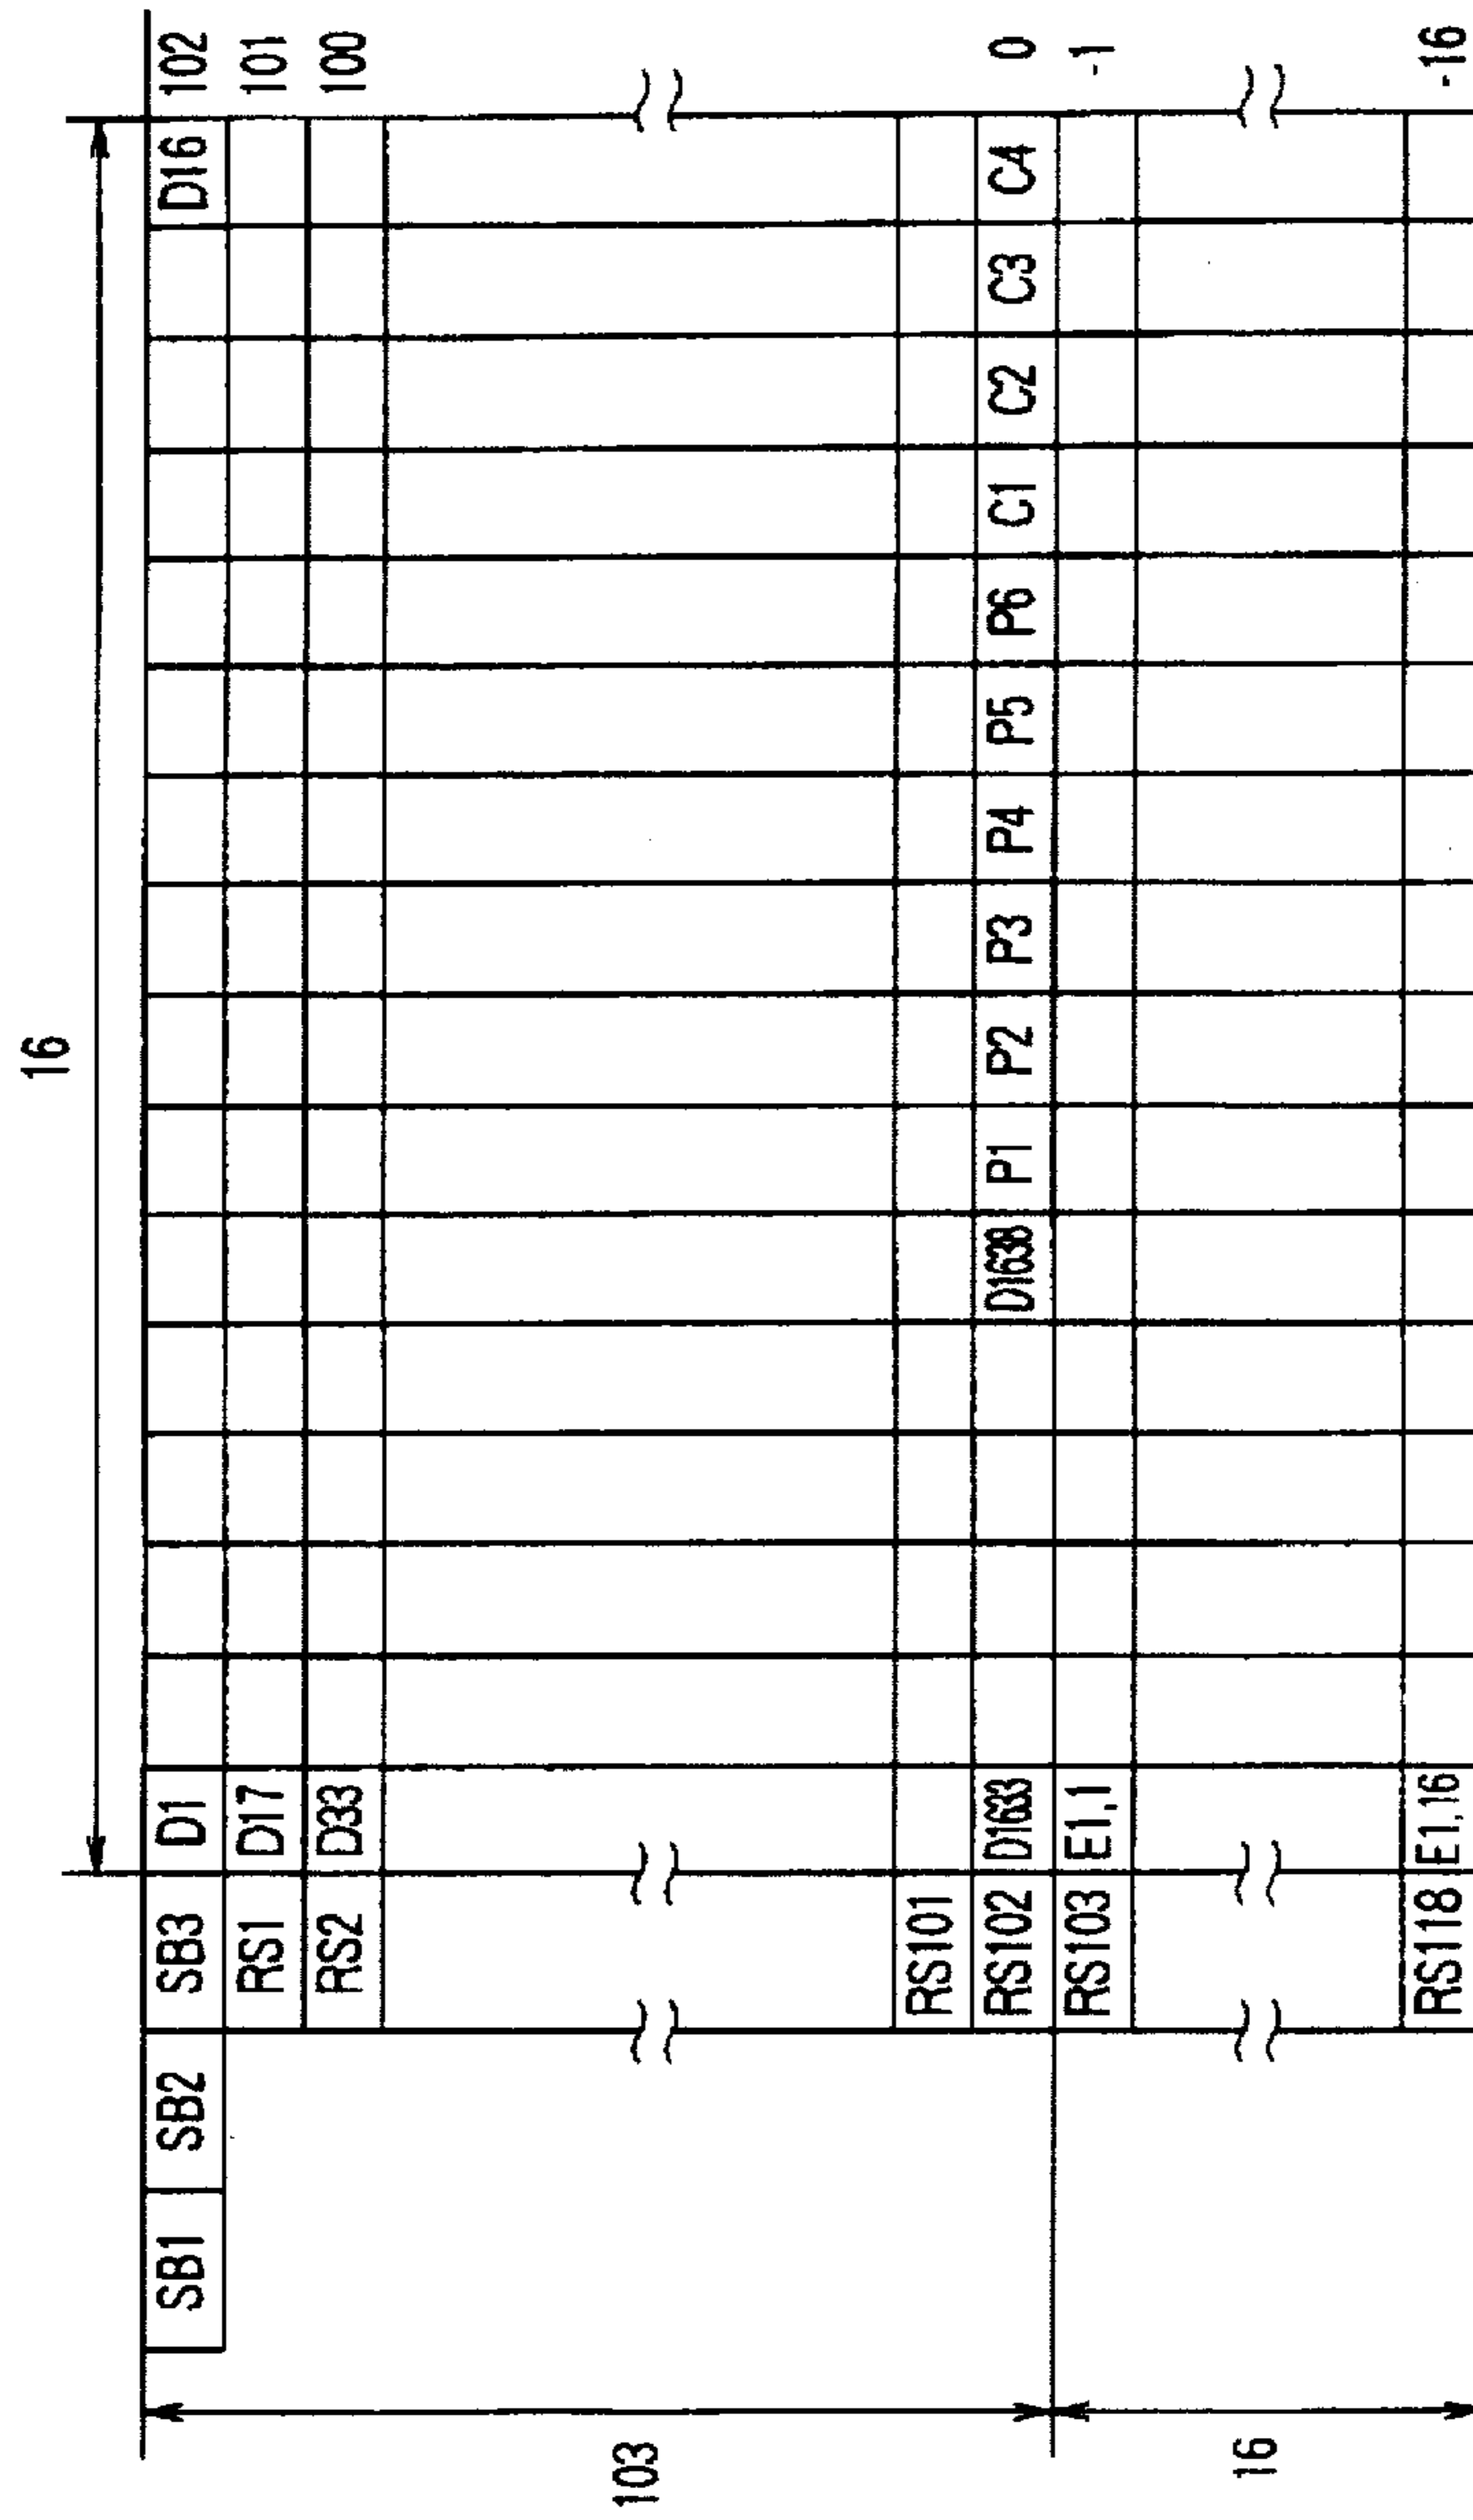 16
SB1 SB2 SB3 D1 D16 102
RS1 D17 101
RS2 D33 100
103
RS101
RS102 D1633 D1638 P1 P2 P3 P4 P5 P6 C1 C2 C3 C4 0
RS103 E1,1 -1
16
RS118 E1,16 -16